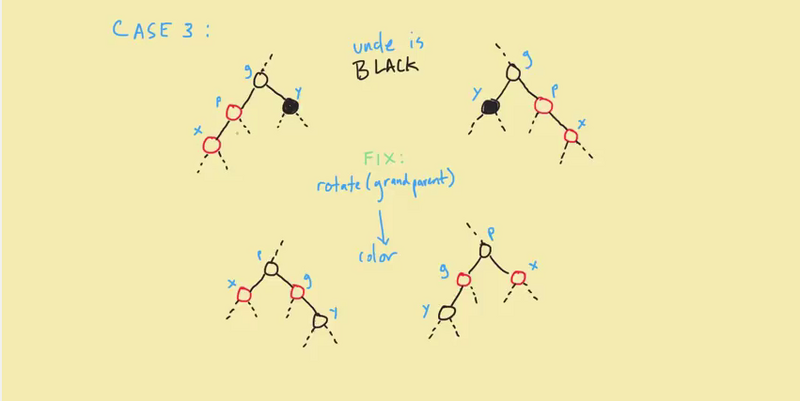 CASE 3:
uncle is
BLACK
g
P
Y
X
g
Y
P
X
FIX:
rotate(grandparent)
color
P
X
g
Y
P
g
X
Y